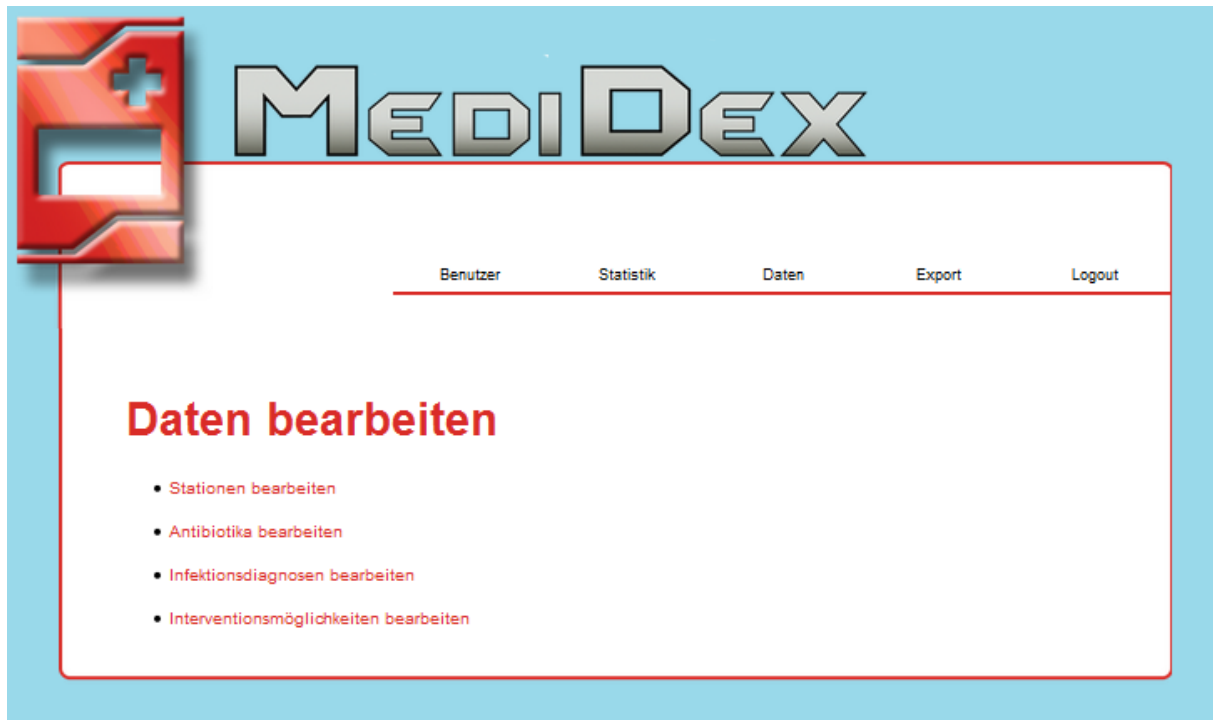 MEDIDEX
Benutzer Statistik Daten Export Logout
Daten bearbeiten
• Stationen bearbeiten
• Antibiotika bearbeiten
• Infektionsdiagnosen bearbeiten
• Interventionsmöglichkeiten bearbeiten